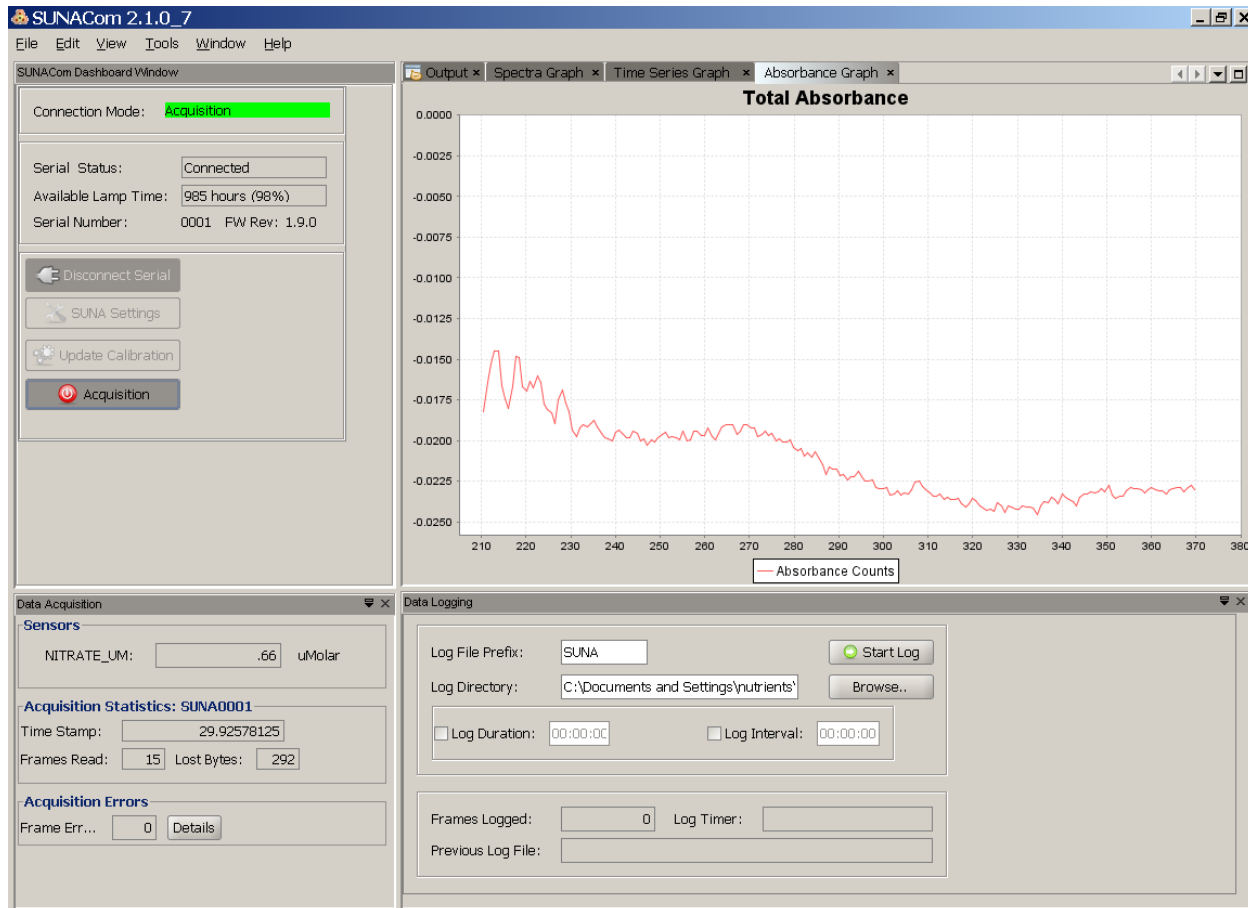 SUNACom 2.1.0_7
File Edit View Tools Window Help
SUNACom Dashboard Window
Connection Mode: Acquisition
Serial Status: Connected
Available Lamp Time: 985 hours (98%)
Serial Number: 0001 FW Rev: 1.9.0
Disconnect Serial
SUNA Settings
Update Calibration
Acquisition
Output × Spectra Graph × Time Series Graph × Absorbance Graph ×
Total Absorbance
0.0000
-0.0025
-0.0050
-0.0075
-0.0100
-0.0125
-0.0150
-0.0175
-0.0200
-0.0225
-0.0250
210 220 230 240 250 260 270 280 290 300 310 320 330 340 350 360 370 380
Absorbance Counts
Data Acquisition
Sensors
NITRATE_UM: .66 uMolar
Acquisition Statistics: SUNA0001
Time Stamp: 29.92578125
Frames Read: 15 Lost Bytes: 292
Acquisition Errors
Frame Err... 0 Details
Data Logging
Log File Prefix: SUNA Start Log
Log Directory: C:\Documents and Settings\nutrients' Browse..
Log Duration: 00:00:0C Log Interval: 00:00:00
Frames Logged: 0 Log Timer:
Previous Log File: